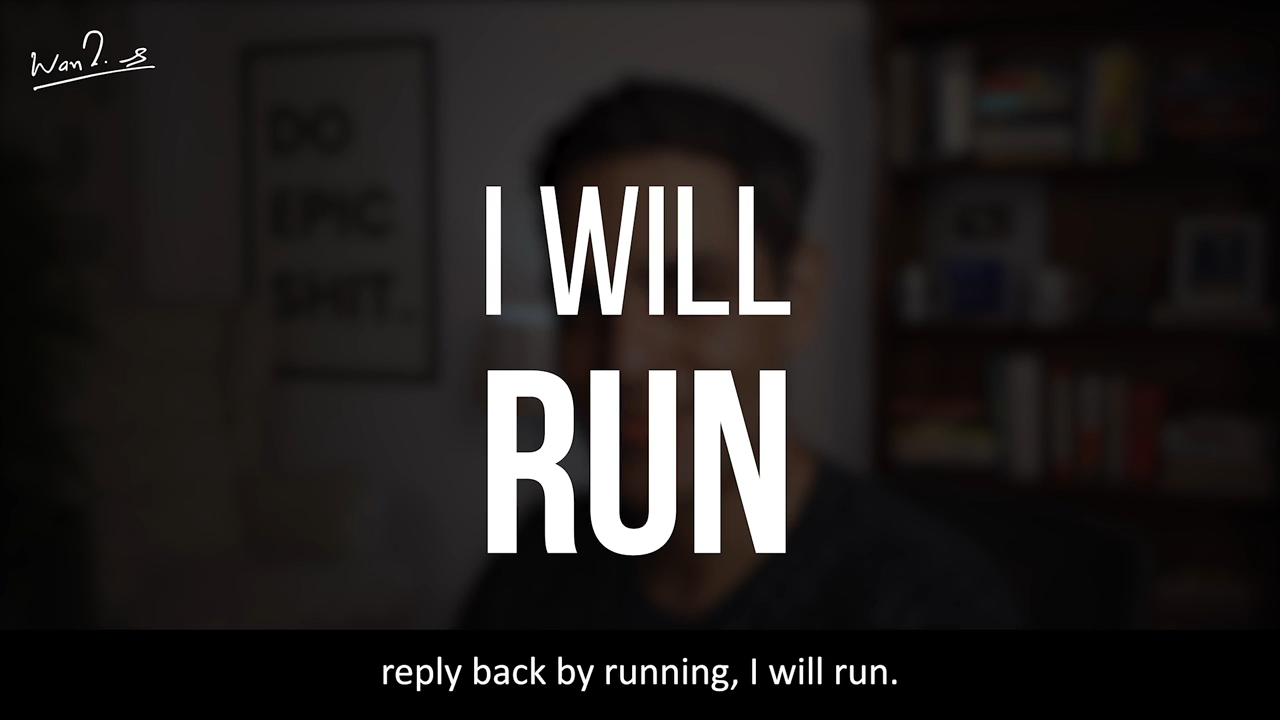 DO
EPIC
SHIT.
I WILL
RUN
reply back by running, I will run.